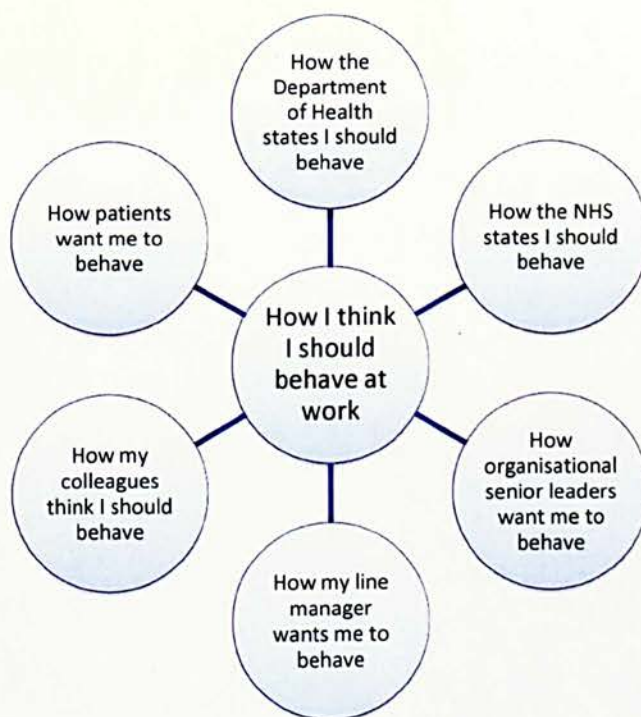 How the
Department
of Health
states I should
behave
How patients
want me to
behave
How the NHS
states I should
behave
How I think
I should
behave at
work
How my
colleagues
think I should
behave
How
organisational
senior leaders
want me to
behave
How my line
manager
wants me to
behave